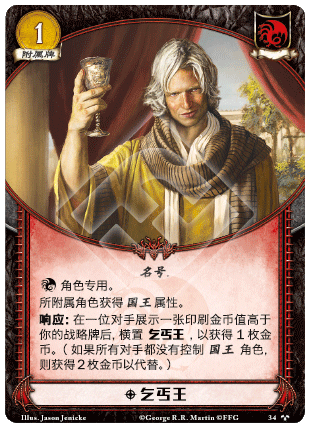 1
附属牌
名号.
角色专用。
所附属角色获得 国王 属性。
响应: 在一位对手展示一张印刷金币值高于
你的战略牌后, 横置 乞丐王, 以获得 1 枚金
币。( 如果所有对手都没有控制 国王 角色,
则获得 2 枚金币以代替。)
乞丐王
Illus. Jason Jenicke ©George R.R. Martin ©FFG 34